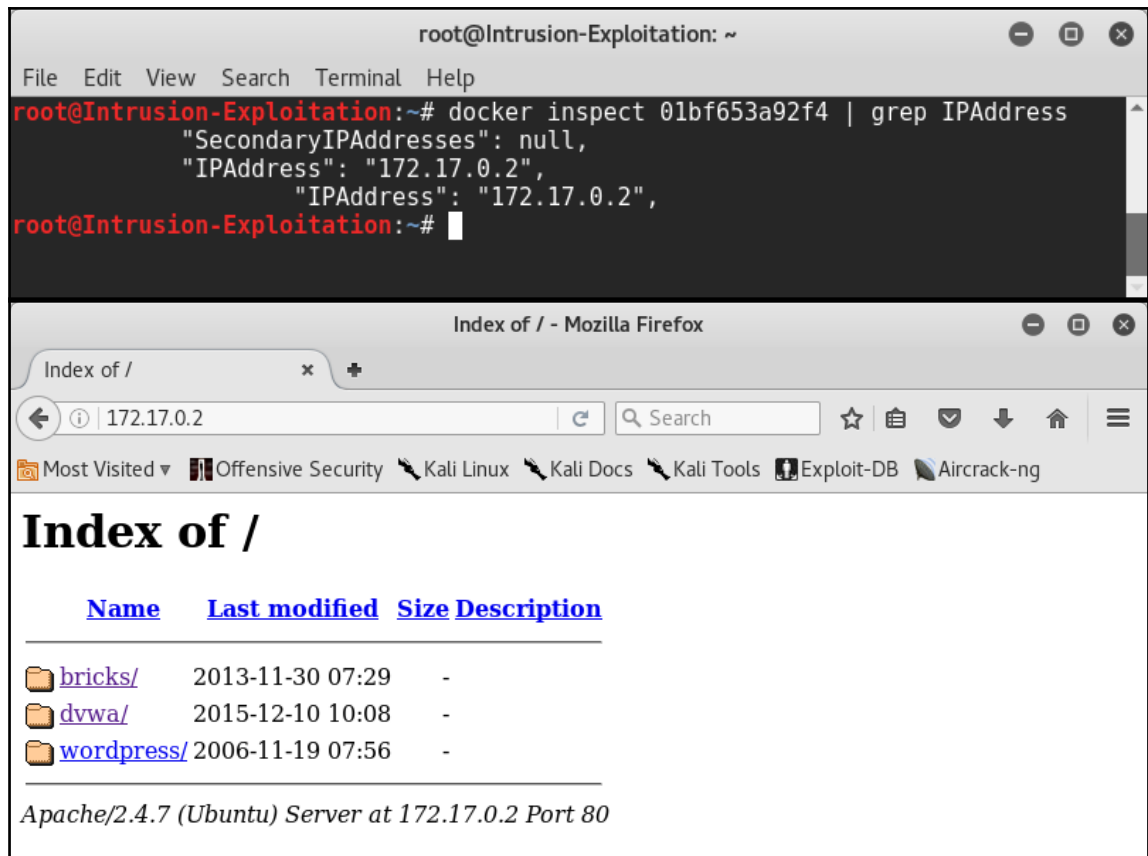 root@Intrusion-Exploitation: ~
File Edit View Search Terminal Help
root@Intrusion-Exploitation:~# docker inspect 01bf653a92f4 | grep IPAddress
"SecondaryIPAddresses": null,
"IPAddress": "172.17.0.2",
"IPAddress": "172.17.0.2",
root@Intrusion-Exploitation:~#
Index of / - Mozilla Firefox
Index of /
172.17.0.2 Search
Most Visited Offensive Security Kali Linux Kali Docs Kali Tools Exploit-DB Aircrack-ng
Index of /
Name Last modified Size Description
bricks/ 2013-11-30 07:29 -
dvwa/ 2015-12-10 10:08 -
wordpress/ 2006-11-19 07:56 -
Apache/2.4.7 (Ubuntu) Server at 172.17.0.2 Port 80